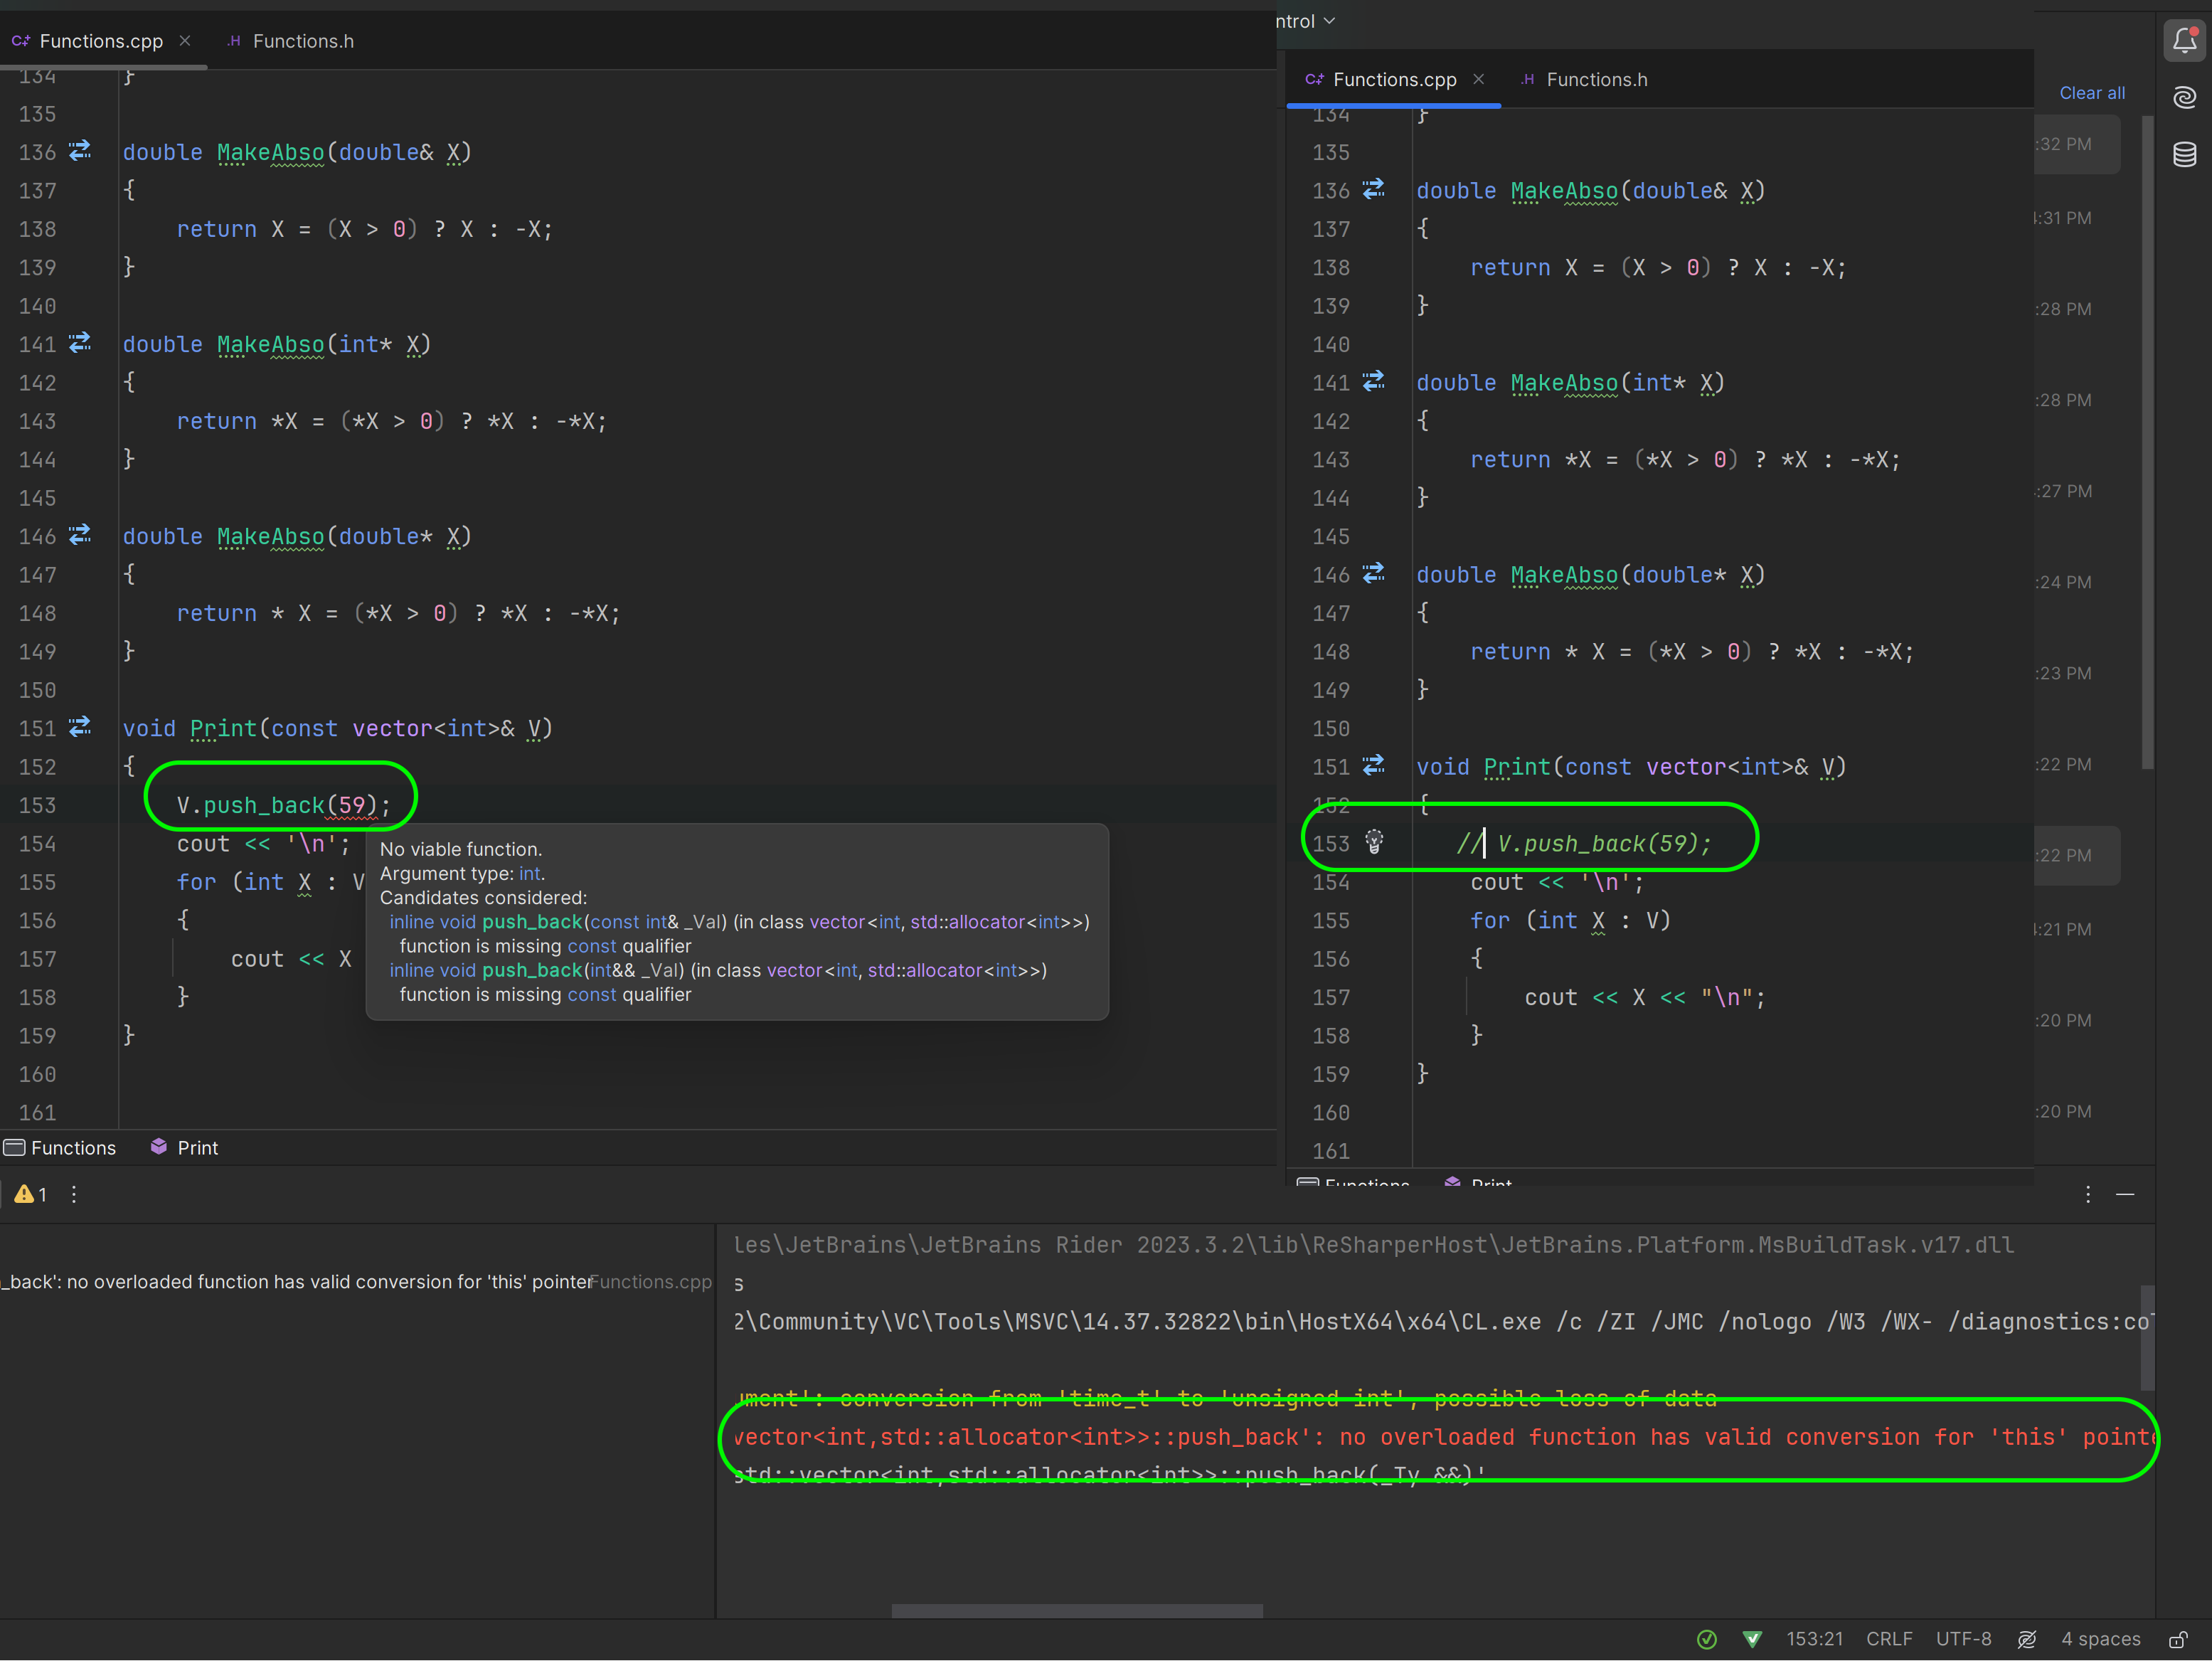 Functions.cpp
.H Functions.h
134 }
135
136 double MakeAbso(double& X)
137 {
138 return X = (X > 0) ? X : -X;
139 }
140
141 double MakeAbso(int* X)
142 {
143 return *X = (*X > 0) ? *X : -*X;
144 }
145
146 double MakeAbso(double* X)
147 {
148 return * X = (*X > 0) ? *X : -*X;
149 }
150
151 void Print(const vector<int>& V)
152 {
153 V.push_back(59);
154 cout << '\n';
155 for (int X : V
156 {
157 cout << X
158 }
159 }
160
161
No viable function.
Argument type: int.
Candidates considered:
inline void push_back(const int& _Val) (in class vector<int, std::allocator<int>>)
function is missing const qualifier
inline void push_back(int&& _Val) (in class vector<int, std::allocator<int>>)
function is missing const qualifier
Functions Print
ntrol
Functions.cpp
.H Functions.h
134 }
135
136 double MakeAbso(double& X)
137 {
138 return X = (X > 0) ? X : -X;
139 }
140
141 double MakeAbso(int* X)
142 {
143 return *X = (*X > 0) ? *X : -*X;
144 }
145
146 double MakeAbso(double* X)
147 {
148 return * X = (*X > 0) ? *X : -*X;
149 }
150
151 void Print(const vector<int>& V)
152 {
153 // V.push_back(59);
154 cout << '\n';
155 for (int X : V)
156 {
157 cout << X << "\n";
158 }
159 }
160
161
Functions Print
Clear all
:32 PM
:31 PM
:28 PM
:28 PM
:27 PM
:24 PM
:23 PM
:22 PM
:22 PM
:21 PM
:20 PM
:20 PM
1
_back': no overloaded function has valid conversion for 'this' pointer Functions.cpp
les\JetBrains\JetBrains Rider 2023.3.2\lib\ReSharperHost\JetBrains.Platform.MsBuildTask.v17.dll
s
2\Community\VC\Tools\MSVC\14.37.32822\bin\HostX64\x64\CL.exe /c /ZI /JMC /nologo /W3 /WX- /diagnostics:col
ument': conversion from 'time_t' to 'unsigned int', possible loss of data
vector<int,std::allocator<int>>::push_back': no overloaded function has valid conversion for 'this' pointe
std::vector<int,std::allocator<int>>::push_back(_Ty &&)'
153:21 CRLF UTF-8 4 spaces